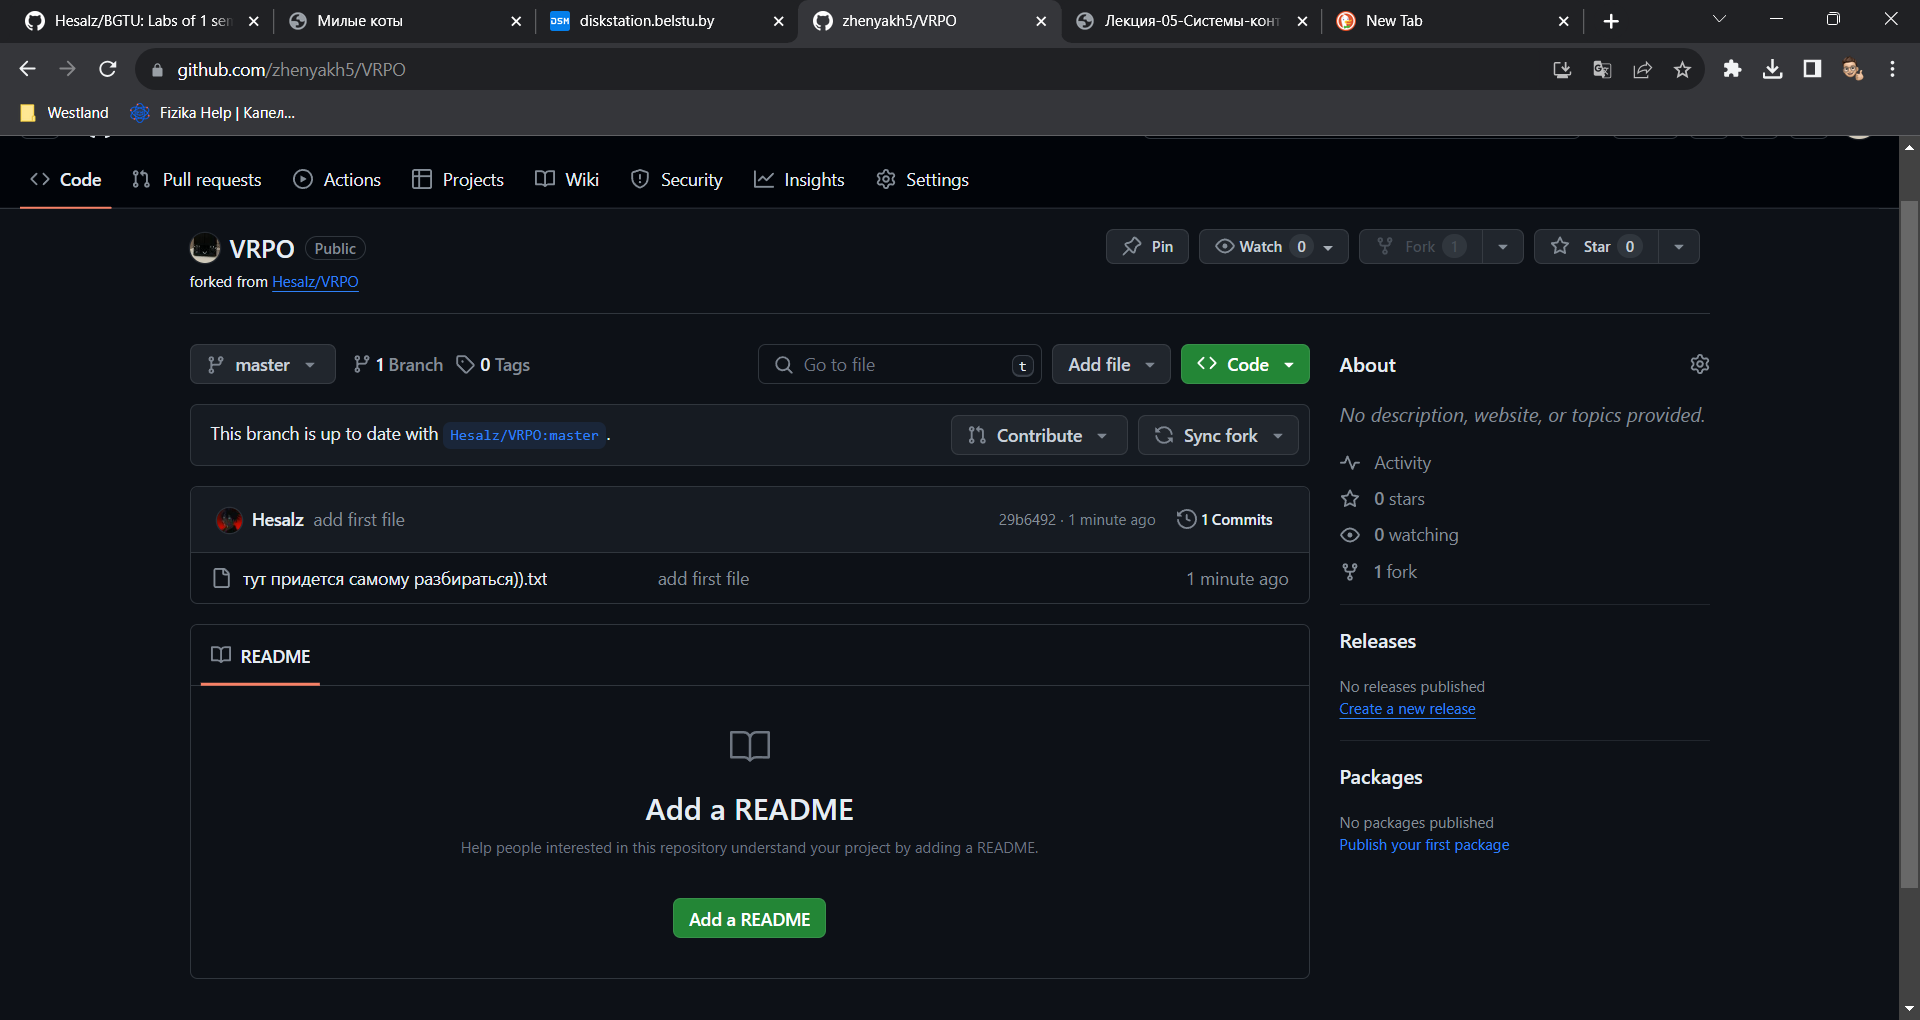 Hesalz/BGTU: Labs of 1 sem
Милые коты
DSM diskstation.belstu.by
zhenyakh5/VRPO
Лекция-05-Системы-конт
New Tab
github.com/zhenyakh5/VRPO
Westland
Fizika Help | Капел...
Code
Pull requests
Actions
Projects
Wiki
Security
Insights
Settings
VRPO Public
Pin
Watch 0
Fork 1
Star 0
forked from Hesalz/VRPO
master
1 Branch
0 Tags
Go to file t
Add file
Code
About
No description, website, or topics provided.
This branch is up to date with Hesalz/VRPO:master .
Contribute
Sync fork
Activity
0 stars
0 watching
1 fork
Hesalz add first file
29b6492 · 1 minute ago
1 Commits
тут придется самому разбираться)).txt
add first file
1 minute ago
README
Add a README
Help people interested in this repository understand your project by adding a README.
Add a README
Releases
No releases published
Create a new release
Packages
No packages published
Publish your first package